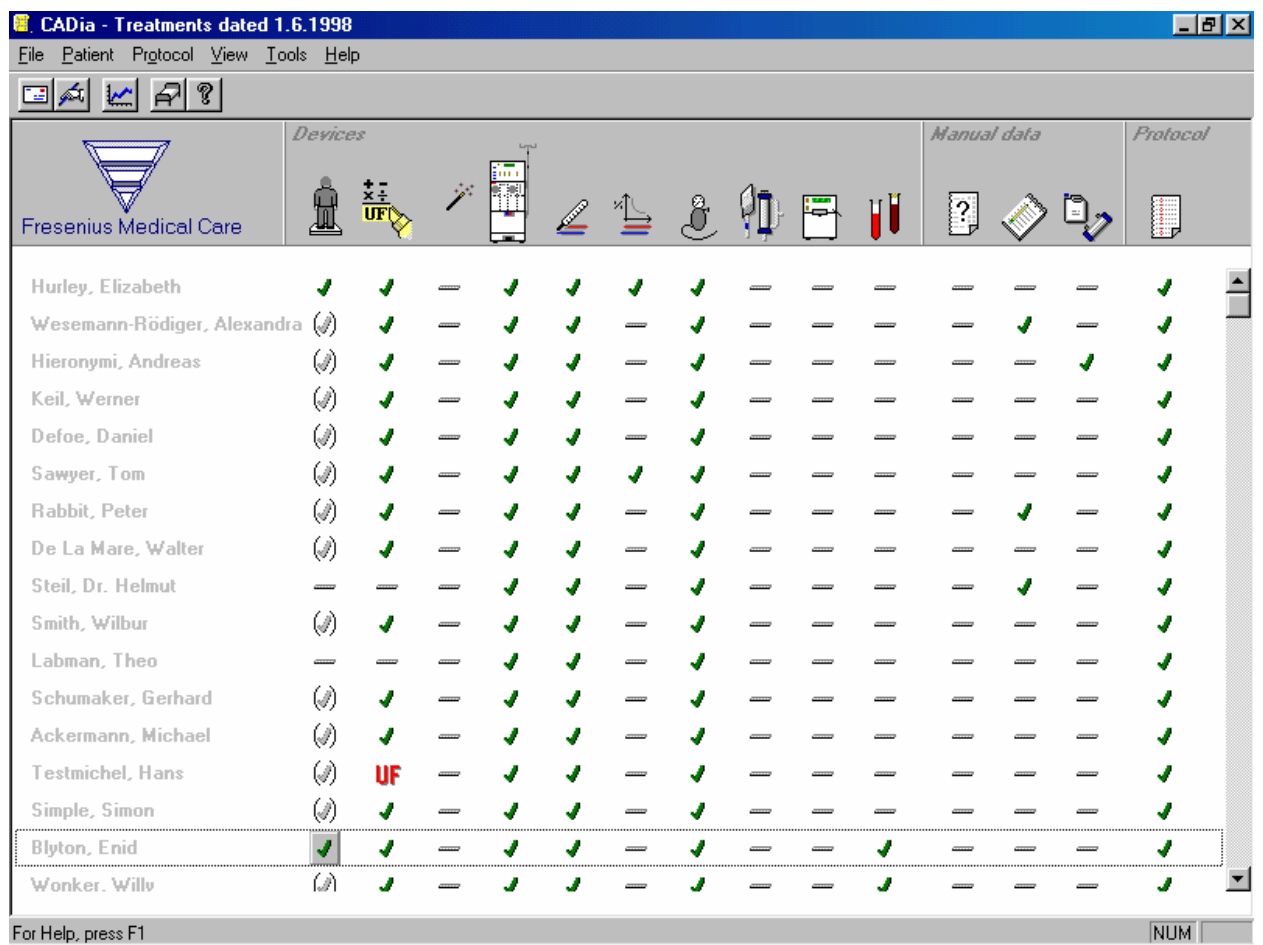 CADia - Treatments dated 1.6.1998
File Patient Protocol View Tools Help
Devices Manual data Protocol
UF
Fresenius Medical Care
Hurley, Elizabeth
Wesemann-Rödiger, Alexandra
Hieronymi, Andreas
Keil, Werner
Defoe, Daniel
Sawyer, Tom
Rabbit, Peter
De La Mare, Walter
Steil, Dr. Helmut
Smith, Wilbur
Labman, Theo
Schumaker, Gerhard
Ackermann, Michael
Testmichel, Hans UF
Simple, Simon
Blyton, Enid
Wonker, Willy
For Help, press F1 NUM